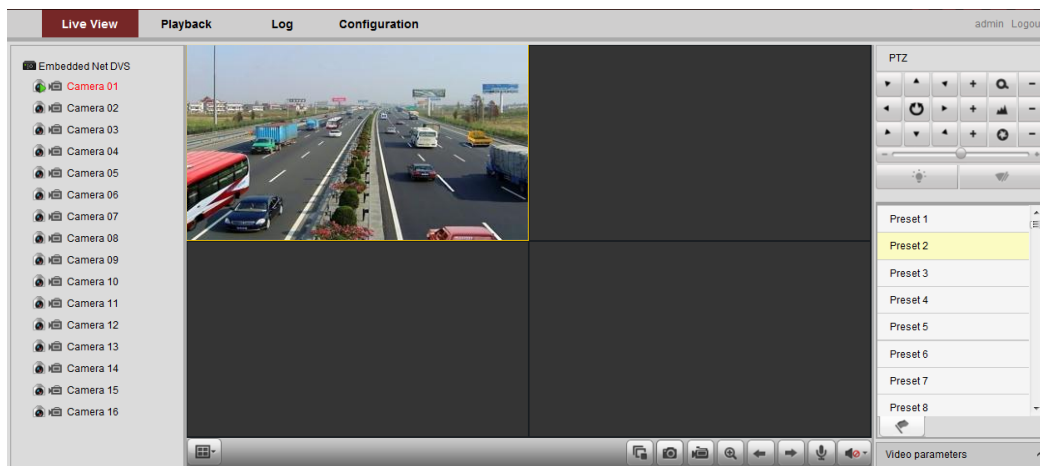 Live View Playback Log Configuration admin Logou
Embedded Net DVS
Camera 01
Camera 02
Camera 03
Camera 04
Camera 05
Camera 06
Camera 07
Camera 08
Camera 09
Camera 10
Camera 11
Camera 12
Camera 13
Camera 14
Camera 15
Camera 16
PTZ
Preset 1
Preset 2
Preset 3
Preset 4
Preset 5
Preset 6
Preset 7
Preset 8
Video parameters